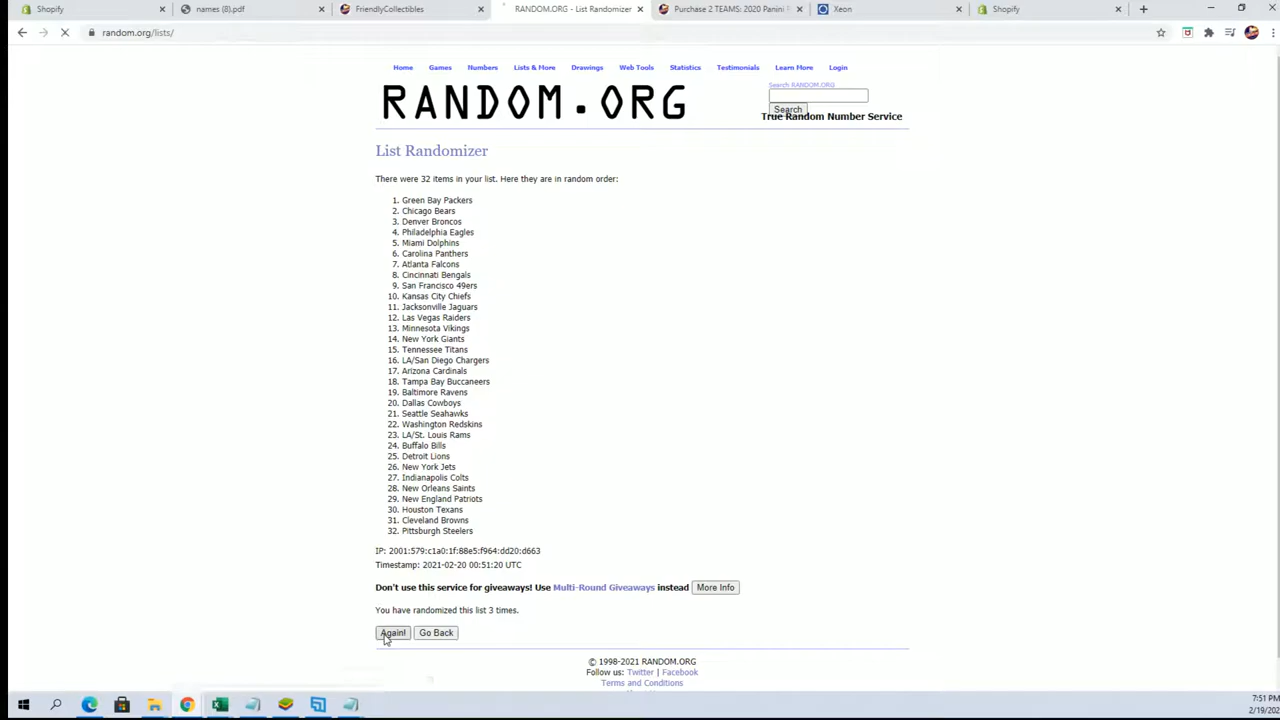 Shopify
names (8).pdf
FriendlyCollectibles
RANDOM.ORG - List Randomizer
Purchase 2 TEAMS: 2020 Panini
Xeon
Shopify
random.org/lists/
Home Games Numbers Lists & More Drawings Web Tools Statistics Testimonials Learn More Login
Search RANDOM.ORG
RANDOM.ORG
Search
True Random Number Service
List Randomizer
There were 32 items in your list. Here they are in random order:
1. Green Bay Packers
2. Chicago Bears
3. Denver Broncos
4. Philadelphia Eagles
5. Miami Dolphins
6. Carolina Panthers
7. Atlanta Falcons
8. Cincinnati Bengals
9. San Francisco 49ers
10. Kansas City Chiefs
11. Jacksonville Jaguars
12. Las Vegas Raiders
13. Minnesota Vikings
14. New York Giants
15. Tennessee Titans
16. LA/San Diego Chargers
17. Arizona Cardinals
18. Tampa Bay Buccaneers
19. Baltimore Ravens
20. Dallas Cowboys
21. Seattle Seahawks
22. Washington Redskins
23. LA/St. Louis Rams
24. Buffalo Bills
25. Detroit Lions
26. New York Jets
27. Indianapolis Colts
28. New Orleans Saints
29. New England Patriots
30. Houston Texans
31. Cleveland Browns
32. Pittsburgh Steelers
IP: 2001:579:c1a0:1f:88e5:f964:dd20:d663
Timestamp: 2021-02-20 00:51:20 UTC
Don't use this service for giveaways! Use Multi-Round Giveaways instead More Info
You have randomized this list 3 times.
Again! Go Back
© 1998-2021 RANDOM.ORG
Follow us: Twitter | Facebook
Terms and Conditions
7:51
2/19/202